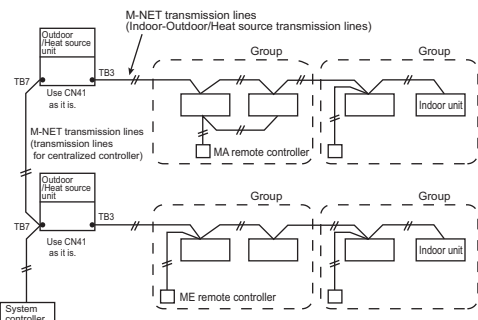 M-NET transmission lines
(Indoor-Outdoor/Heat source transmission lines)
Outdoor
/Heat source
unit
TB7
TB3
Use CN41
as it is.
Group
Group
Indoor unit
MA remote controller
M-NET transmission lines
(transmission lines
for centralized controller)
Outdoor
/Heat source
unit
TB7
TB3
Use CN41
as it is.
Group
Group
Indoor unit
ME remote controller
System
controller